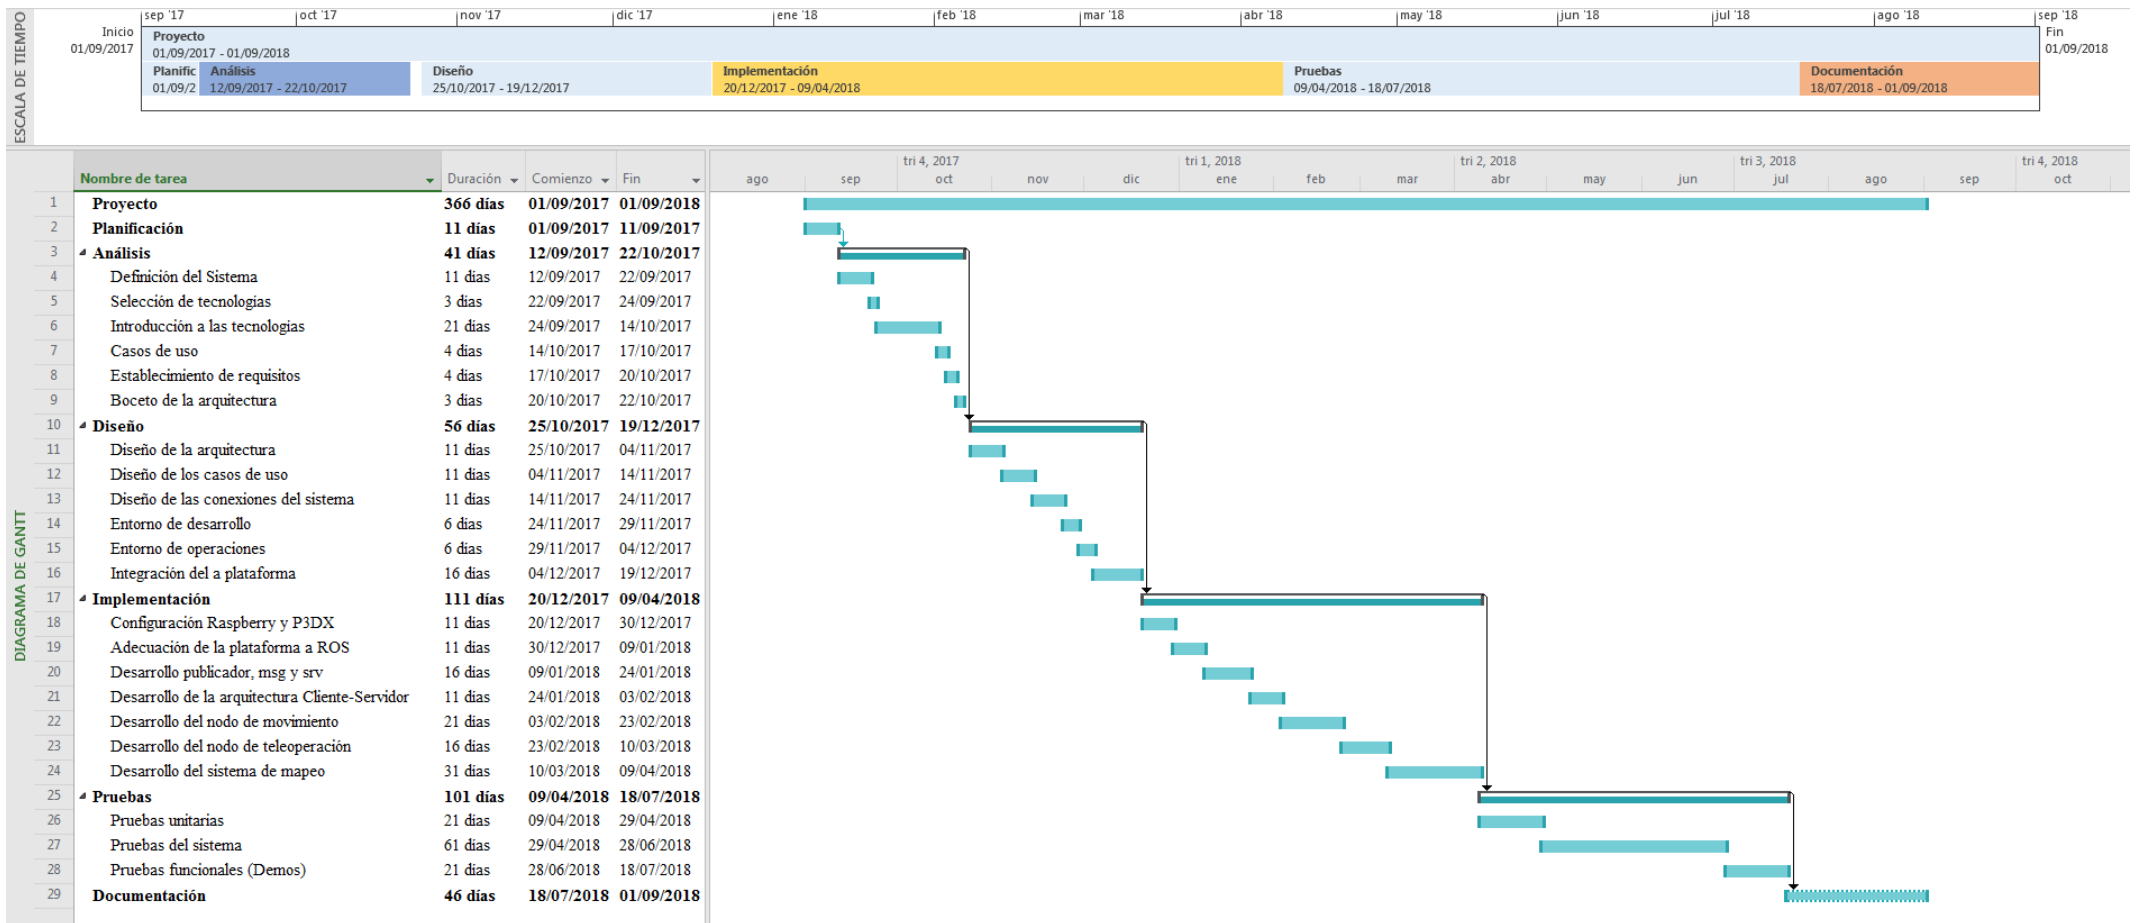 ESCALA DE TIEMPO
sep '17 oct '17 nov '17 dic '17 ene '18 feb '18 mar '18 abr '18 may '18 jun '18 jul '18 ago '18 sep '18
Inicio
01/09/2017
Proyecto
01/09/2017 - 01/09/2018
Fin
01/09/2018
Planific
01/09/2
Análisis
12/09/2017 - 22/10/2017
Diseño
25/10/2017 - 19/12/2017
Implementación
20/12/2017 - 09/04/2018
Pruebas
09/04/2018 - 18/07/2018
Documentación
18/07/2018 - 01/09/2018
DIAGRAMA DE GANTT
tri 4, 2017 tri 1, 2018 tri 2, 2018 tri 3, 2018 tri 4, 2018
Nombre de tarea Duración Comienzo Fin ago sep oct nov dic ene feb mar abr may jun jul ago sep oct
1 Proyecto 366 días 01/09/2017 01/09/2018
2 Planificación 11 días 01/09/2017 11/09/2017
3 Análisis 41 días 12/09/2017 22/10/2017
4 Definición del Sistema 11 días 12/09/2017 22/09/2017
5 Selección de tecnologías 3 días 22/09/2017 24/09/2017
6 Introducción a las tecnologías 21 días 24/09/2017 14/10/2017
7 Casos de uso 4 días 14/10/2017 17/10/2017
8 Establecimiento de requisitos 4 días 17/10/2017 20/10/2017
9 Boceto de la arquitectura 3 días 20/10/2017 22/10/2017
10 Diseño 56 días 25/10/2017 19/12/2017
11 Diseño de la arquitectura 11 días 25/10/2017 04/11/2017
12 Diseño de los casos de uso 11 días 04/11/2017 14/11/2017
13 Diseño de las conexiones del sistema 11 días 14/11/2017 24/11/2017
14 Entorno de desarrollo 6 días 24/11/2017 29/11/2017
15 Entorno de operaciones 6 días 29/11/2017 04/12/2017
16 Integración del a plataforma 16 días 04/12/2017 19/12/2017
17 Implementación 111 días 20/12/2017 09/04/2018
18 Configuración Raspberry y P3DX 11 días 20/12/2017 30/12/2017
19 Adecuación de la plataforma a ROS 11 días 30/12/2017 09/01/2018
20 Desarrollo publicador, msg y srv 16 días 09/01/2018 24/01/2018
21 Desarrollo de la arquitectura Cliente-Servidor 11 días 24/01/2018 03/02/2018
22 Desarrollo del nodo de movimiento 21 días 03/02/2018 23/02/2018
23 Desarrollo del nodo de teleoperación 16 días 23/02/2018 10/03/2018
24 Desarrollo del sistema de mapeo 31 días 10/03/2018 09/04/2018
25 Pruebas 101 días 09/04/2018 18/07/2018
26 Pruebas unitarias 21 días 09/04/2018 29/04/2018
27 Pruebas del sistema 61 días 29/04/2018 28/06/2018
28 Pruebas funcionales (Demos) 21 días 28/06/2018 18/07/2018
29 Documentación 46 días 18/07/2018 01/09/2018